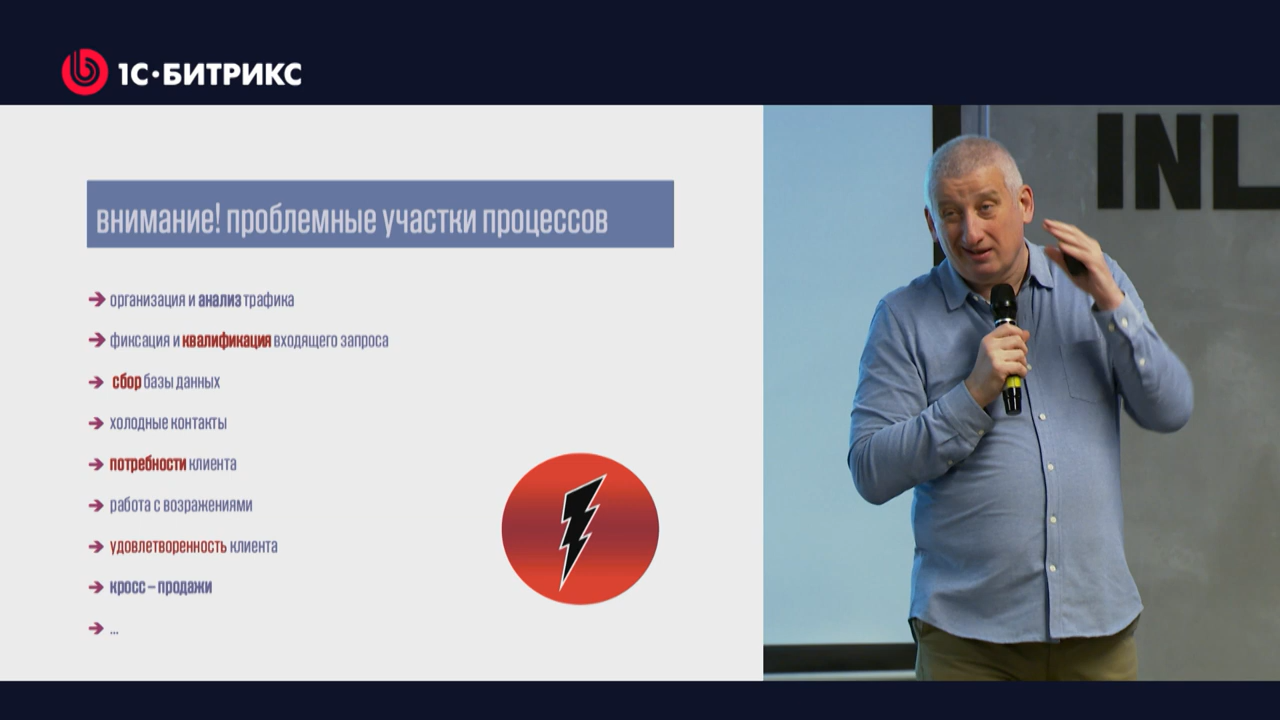 1С·БИТРИКС
внимание! проблемные участки процессов
организация и анализ трафика
фиксация и квалификация входящего запроса
сбор базы данных
холодные контакты
потребности клиента
работа с возражениями
удовлетворенность клиента
кросс – продажи
...
INL